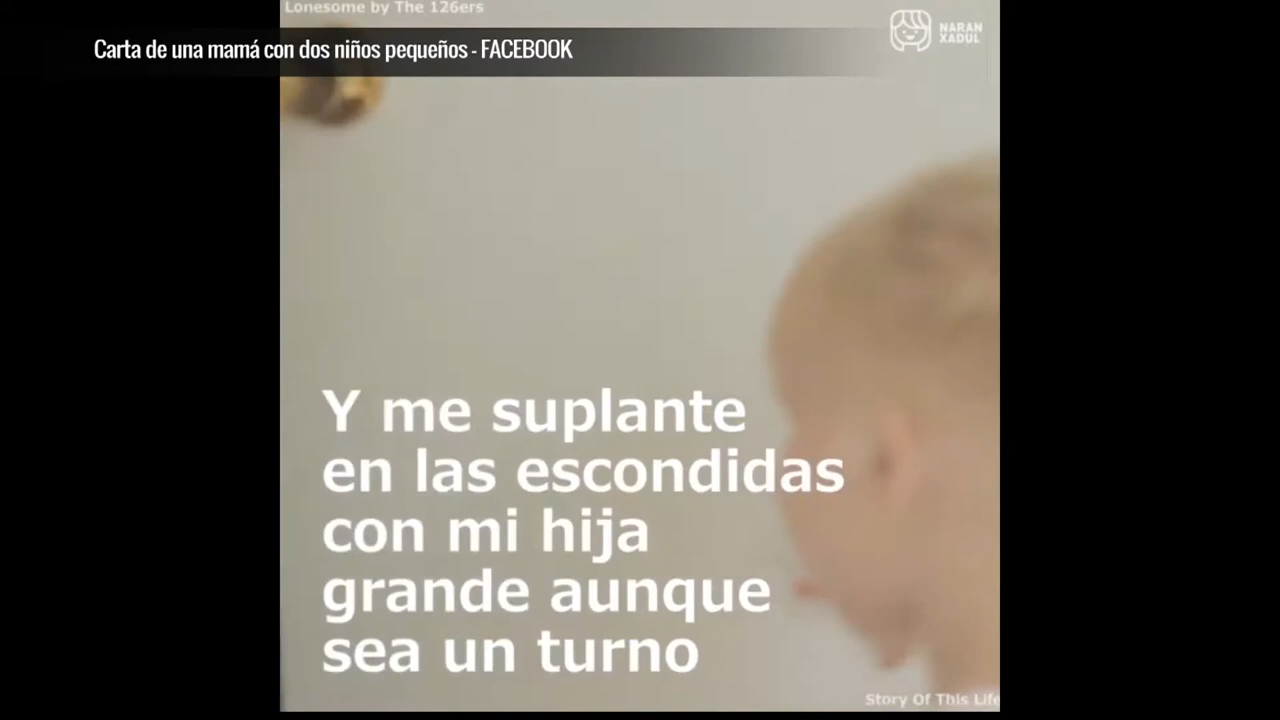 Lonesome by The 126ers
NARAN
XADUL
Carta de una mamá con dos niños pequeños - FACEBOOK
Y me suplante
en las escondidas
con mi hija
grande aunque
sea un turno
Story Of This Life